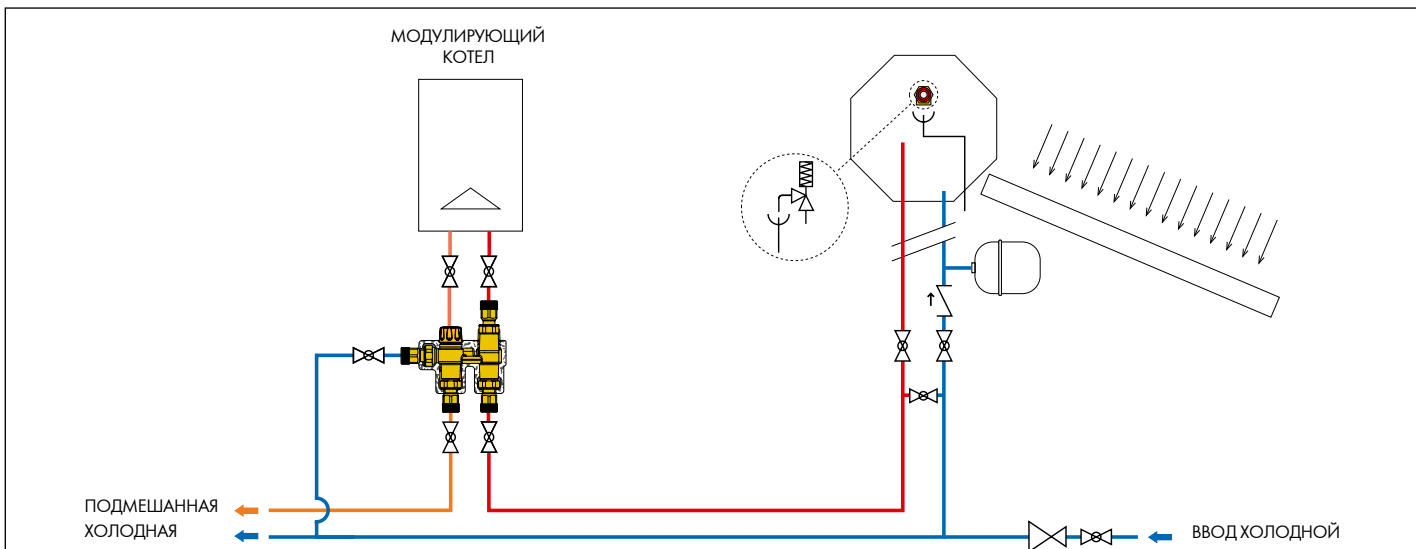 МОДУЛИРУЮЩИЙ
КОТЕЛ
ПОДМЕШАННАЯ
ХОЛОДНАЯ
ВВОД ХОЛОДНОЙ